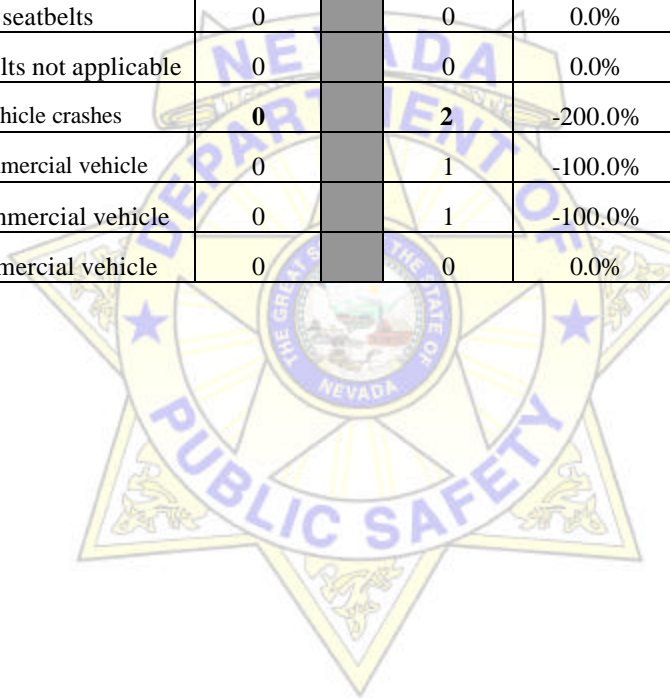 seatbelts 0 0 0.0%
lts not applicable 0 0 0.0%
hicle crashes 0 2 -200.0%
mercial vehicle 0 1 -100.0%
mmercial vehicle 0 1 -100.0%
mercial vehicle 0 0 0.0%
NEVADA
DEPARTMENT OF
THE GREAT SEAL OF THE STATE OF
NEVADA
PUBLIC SAFETY